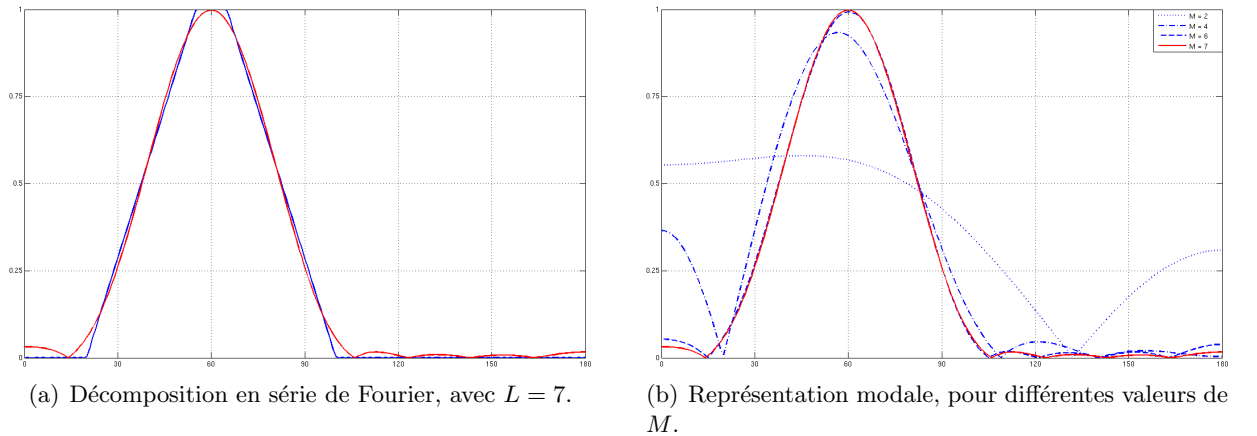 1
0.75
0.5
0.25
0
0 30 60 90 120 150 180
1
0.75
0.5
0.25
0
0 30 60 90 120 150 180
M = 2
M = 4
M = 6
M = 7
(a) Décomposition en série de Fourier, avec L = 7.
(b) Représentation modale, pour différentes valeurs de
M.